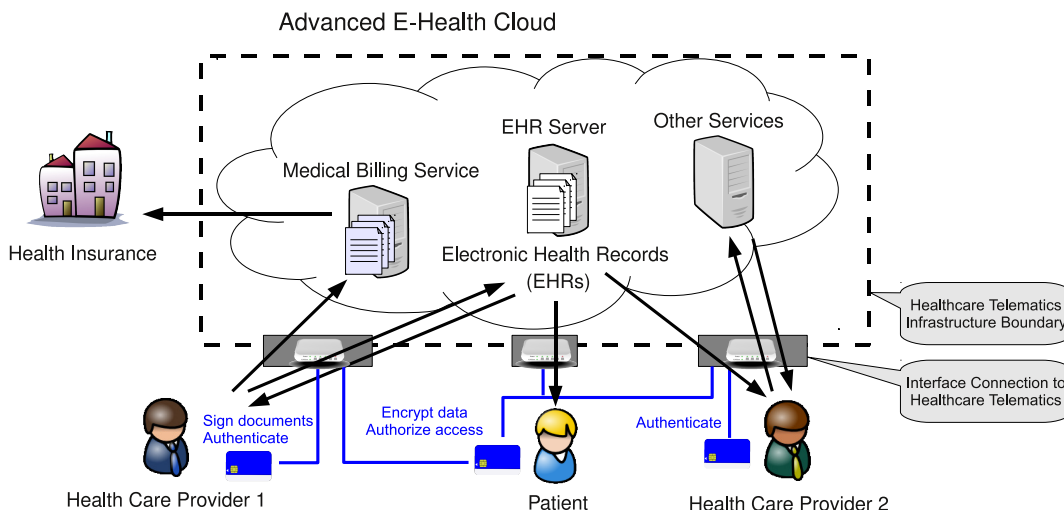 Advanced E-Health Cloud
EHR Server
Other Services
Medical Billing Service
Health Insurance
Electronic Health Records
(EHRs)
Healthcare Telematics
Infrastructure Boundary
Interface Connection to
Healthcare Telematics
Sign documents
Authenticate
Encrypt data
Authorize access
Authenticate
Health Care Provider 1
Patient
Health Care Provider 2